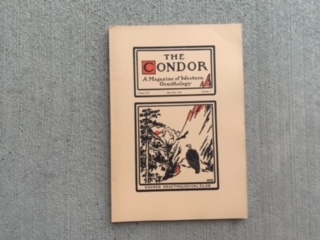 THE
CONDOR
A Magazine of Western
Ornithology
COOPER ORNITHOLOGICAL CLUB